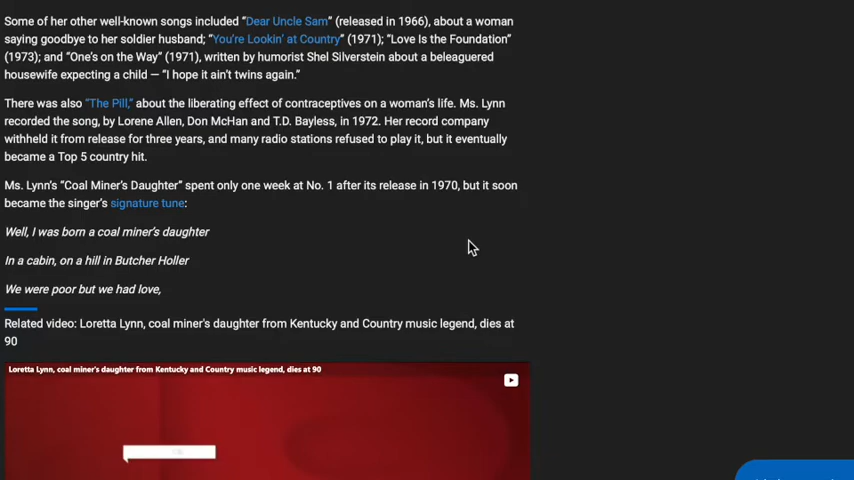 Some of her other well-known songs included “Dear Uncle Sam” (released in 1966), about a woman
saying goodbye to her soldier husband; “You’re Lookin’ at Country” (1971); “Love Is the Foundation”
(1973); and “One’s on the Way” (1971), written by humorist Shel Silverstein about a beleaguered
housewife expecting a child — “I hope it ain’t twins again.”
There was also “The Pill,” about the liberating effect of contraceptives on a woman’s life. Ms. Lynn
recorded the song, by Lorene Allen, Don McHan and T.D. Bayless, in 1972. Her record company
withheld it from release for three years, and many radio stations refused to play it, but it eventually
became a Top 5 country hit.
Ms. Lynn’s “Coal Miner’s Daughter” spent only one week at No. 1 after its release in 1970, but it soon
became the singer’s signature tune:
Well, I was born a coal miner’s daughter
In a cabin, on a hill in Butcher Holler
We were poor but we had love,
Related video: Loretta Lynn, coal miner's daughter from Kentucky and Country music legend, dies at
90
Loretta Lynn, coal miner's daughter from Kentucky and Country music legend, dies at 90